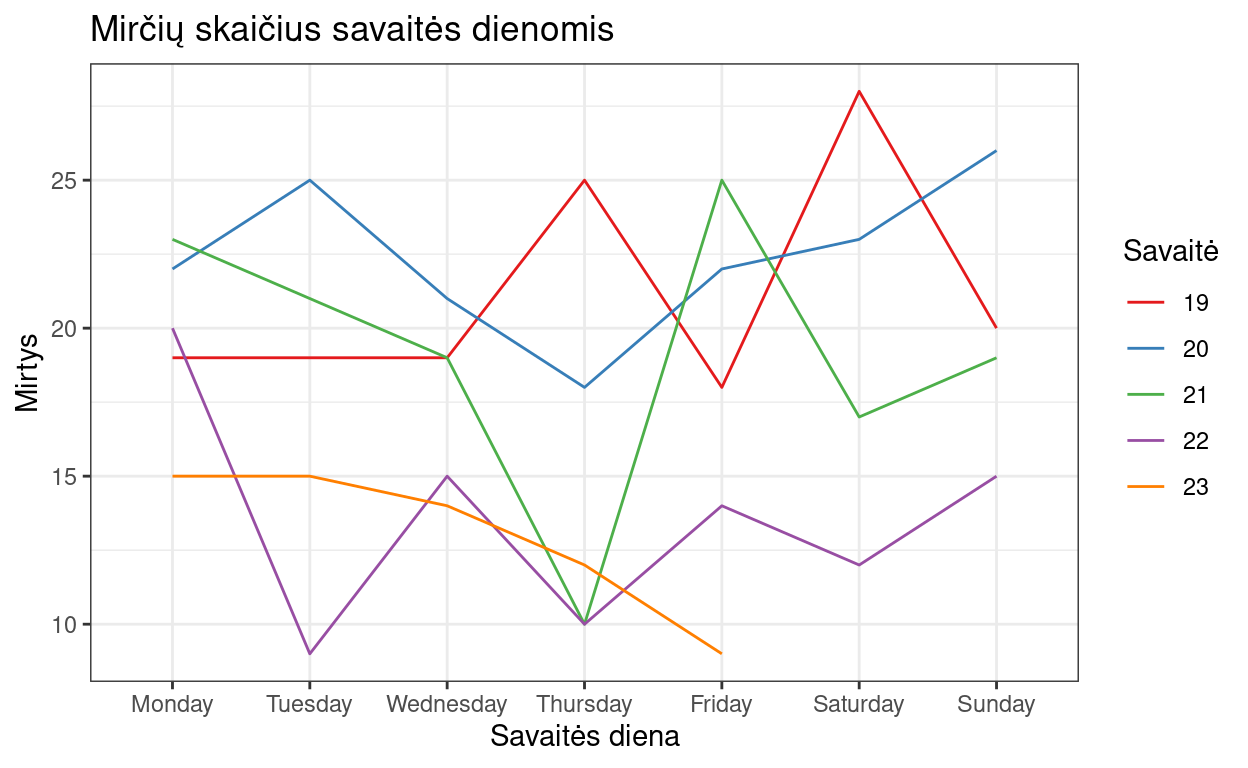 Mirčių skaičius savaitės dienomis
25
20
15
10
Mirtys
Monday Tuesday Wednesday Thursday Friday Saturday Sunday
Savaitės diena
Savaitė
19
20
21
22
23